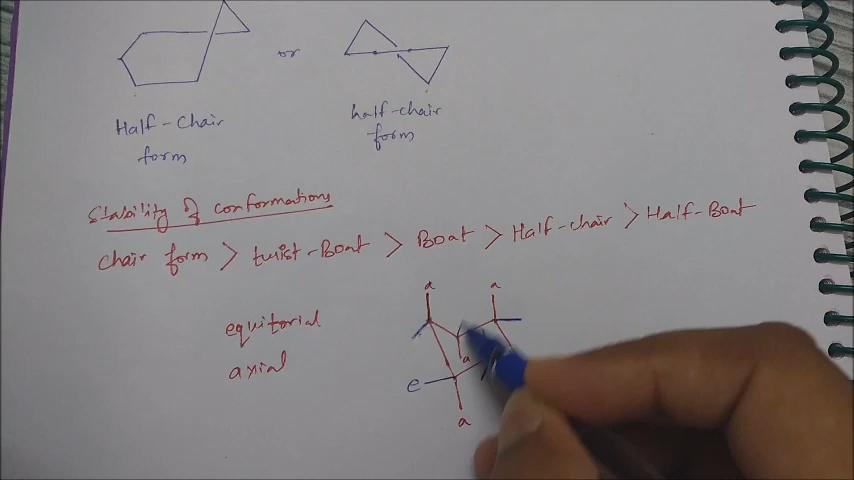 or
Half-Chair
form
half-chair
form
Stability of conformations
chair form > twist-Boat > Boat > Half-chair > Half-Boat
equitorial
axial
a
a
a
e
a